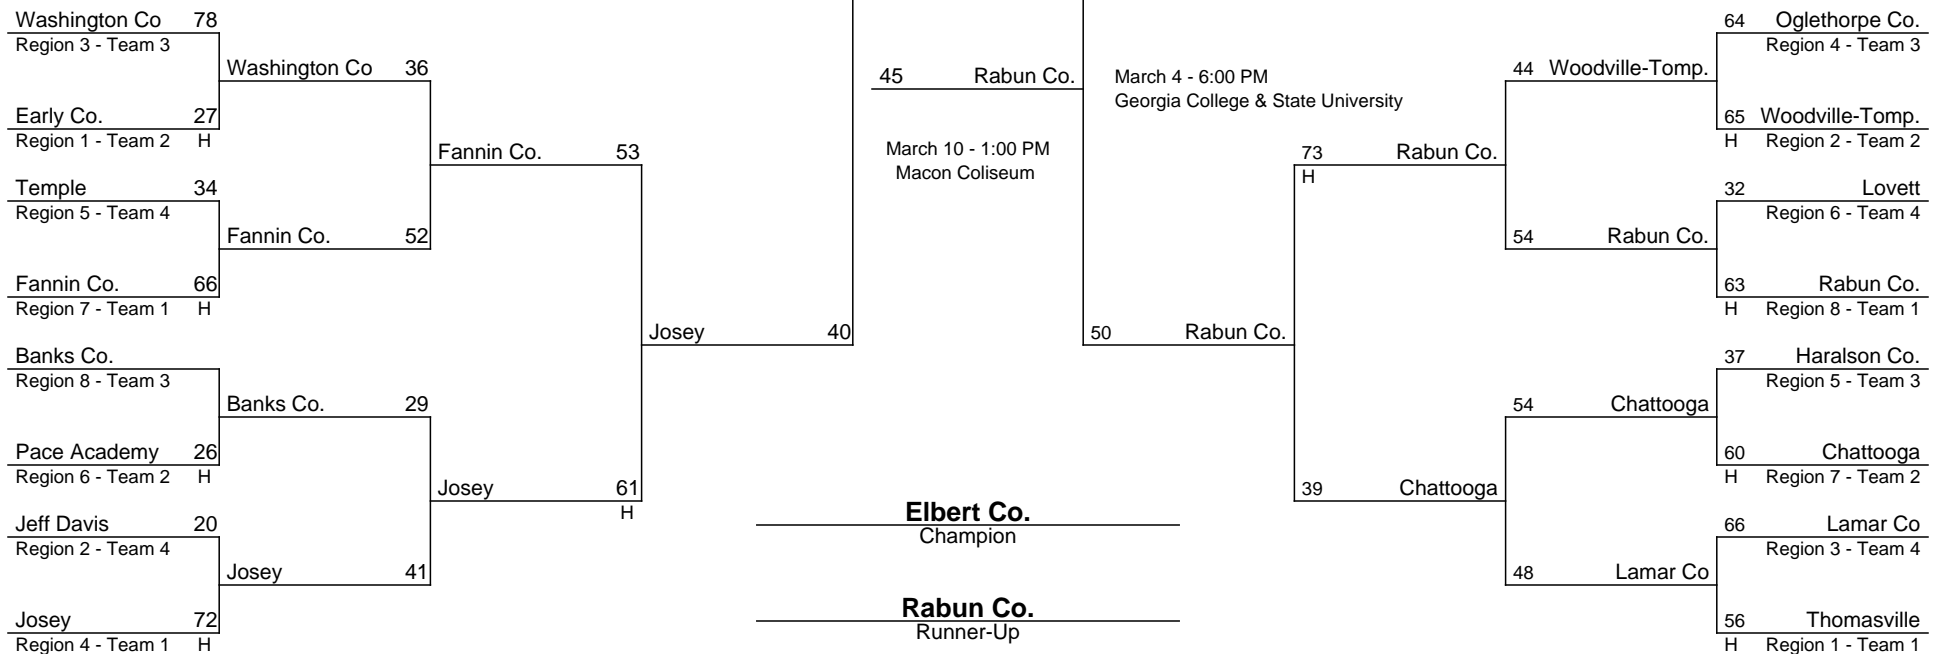 Washington Co 78
Region 3 - Team 3
Washington Co 36
Early Co. 27
Region 1 - Team 2 H
Fannin Co. 53
Temple 34
Region 5 - Team 4
Fannin Co. 52
Fannin Co. 66
Region 7 - Team 1 H
Josey 40
Banks Co.
Region 8 - Team 3
Banks Co. 29
Pace Academy 26
Region 6 - Team 2 H
Josey 61
H
Jeff Davis 20
Region 2 - Team 4
Josey 41
Josey 72
Region 4 - Team 1 H
45 Rabun Co.
March 10 - 1:00 PM
Macon Coliseum
Elbert Co.
Champion
Rabun Co.
Runner-Up
March 4 - 6:00 PM
Georgia College & State University
50 Rabun Co.
73 Rabun Co.
H
39 Chattooga
44 Woodville-Tomp.
54 Rabun Co.
54 Chattooga
48 Lamar Co
64 Oglethorpe Co.
Region 4 - Team 3
65 Woodville-Tomp.
H Region 2 - Team 2
32 Lovett
Region 6 - Team 4
63 Rabun Co.
H Region 8 - Team 1
37 Haralson Co.
Region 5 - Team 3
60 Chattooga
H Region 7 - Team 2
66 Lamar Co
Region 3 - Team 4
56 Thomasville
H Region 1 - Team 1